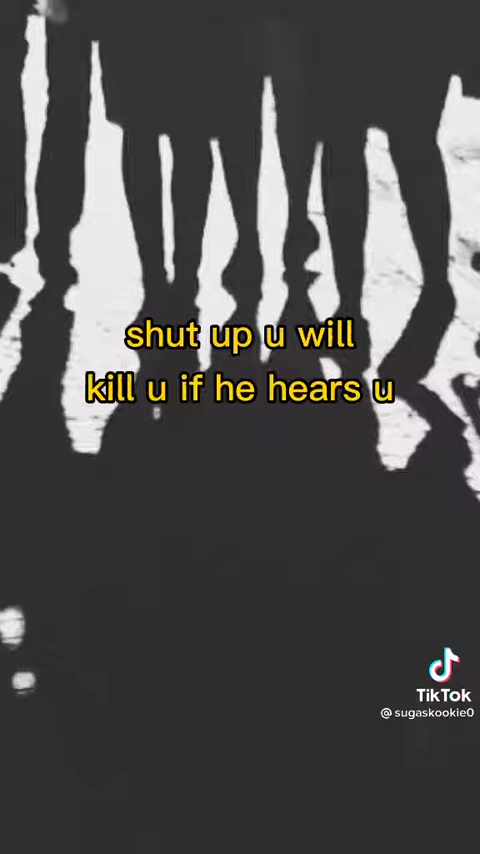 shut up u will
kill u if he hears u
TikTok
@sugaskookie0